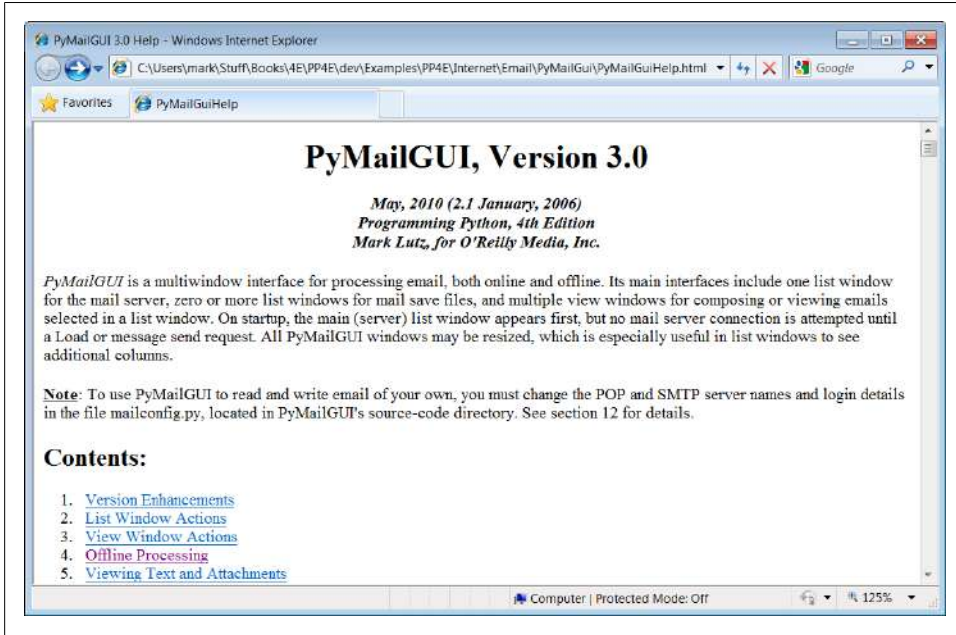 PyMailGUI 3.0 Help - Windows Internet Explorer
C:\Users\mark\Stuff\Books\4E\PP4E\dev\Examples\PP4E\Internet\Email\PyMailGui\PyMailGuiHelp.html
Google
Favorites
PyMailGuiHelp
PyMailGUI, Version 3.0
May, 2010 (2.1 January, 2006)
Programming Python, 4th Edition
Mark Lutz, for O'Reilly Media, Inc.
PyMailGUI is a multiwindow interface for processing email, both online and offline. Its main interfaces include one list window
for the mail server, zero or more list windows for mail save files, and multiple view windows for composing or viewing emails
selected in a list window. On startup, the main (server) list window appears first, but no mail server connection is attempted until
a Load or message send request. All PyMailGUI windows may be resized, which is especially useful in list windows to see
additional columns.
Note: To use PyMailGUI to read and write email of your own, you must change the POP and SMTP server names and login details
in the file mailconfig.py, located in PyMailGUI's source-code directory. See section 12 for details.
Contents:
1. Version Enhancements
2. List Window Actions
3. View Window Actions
4. Offline Processing
5. Viewing Text and Attachments
Computer | Protected Mode: Off
125%